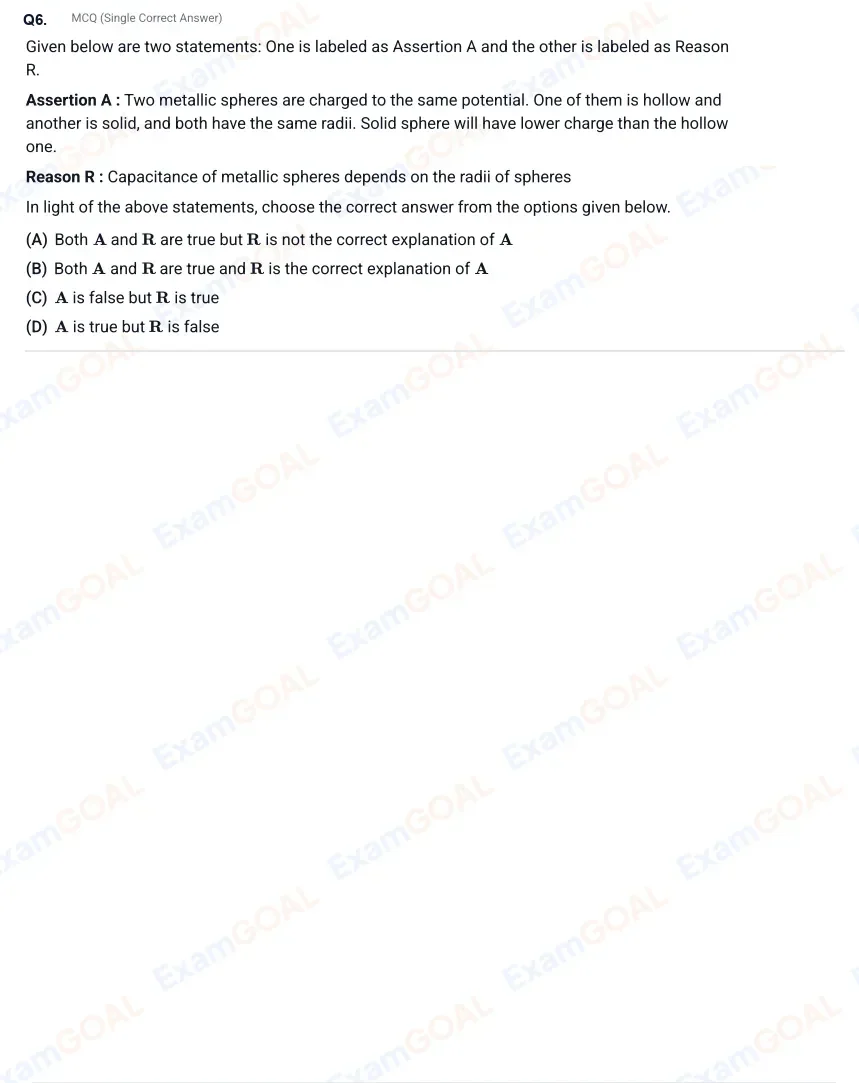 Q6. MCQ (Single Correct Answer)
Given below are two statements: One is labeled as Assertion A and the other is labeled as Reason
R.
Assertion A : Two metallic spheres are charged to the same potential. One of them is hollow and
another is solid, and both have the same radii. Solid sphere will have lower charge than the hollow
one.
Reason R : Capacitance of metallic spheres depends on the radii of spheres
In light of the above statements, choose the correct answer from the options given below.
(A) Both A and R are true but R is not the correct explanation of A
(B) Both A and R are true and R is the correct explanation of A
(C) A is false but R is true
(D) A is true but R is false
ExamGOAL